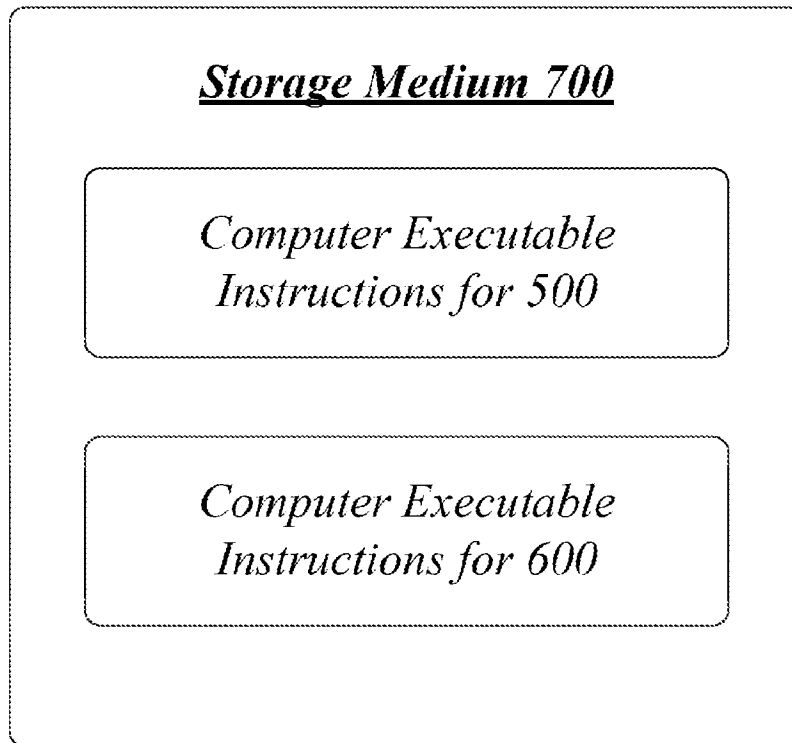 Storage Medium 700
Computer Executable
Instructions for 500
Computer Executable
Instructions for 600